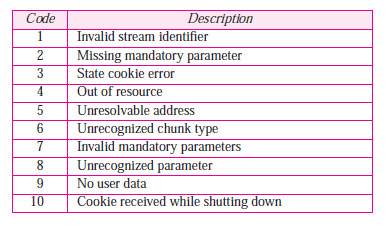 Code Description
1 Invalid stream identifier
2 Missing mandatory parameter
3 State cookie error
4 Out of resource
5 Unresolvable address
6 Unrecognized chunk type
7 Invalid mandatory parameters
8 Unrecognized parameter
9 No user data
10 Cookie received while shutting down